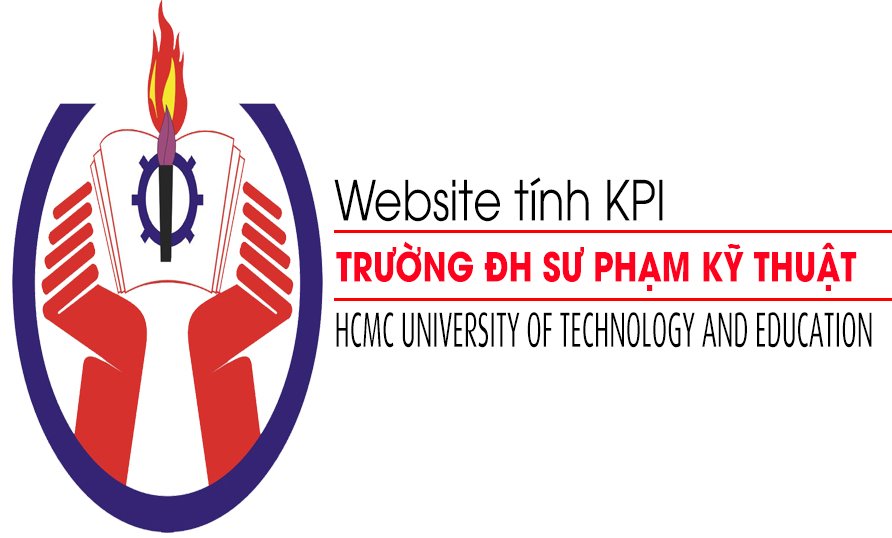 Website tính KPI
TRƯỜNG ĐH SƯ PHẠM KỸ THUẬT
HCMC UNIVERSITY OF TECHNOLOGY AND EDUCATION